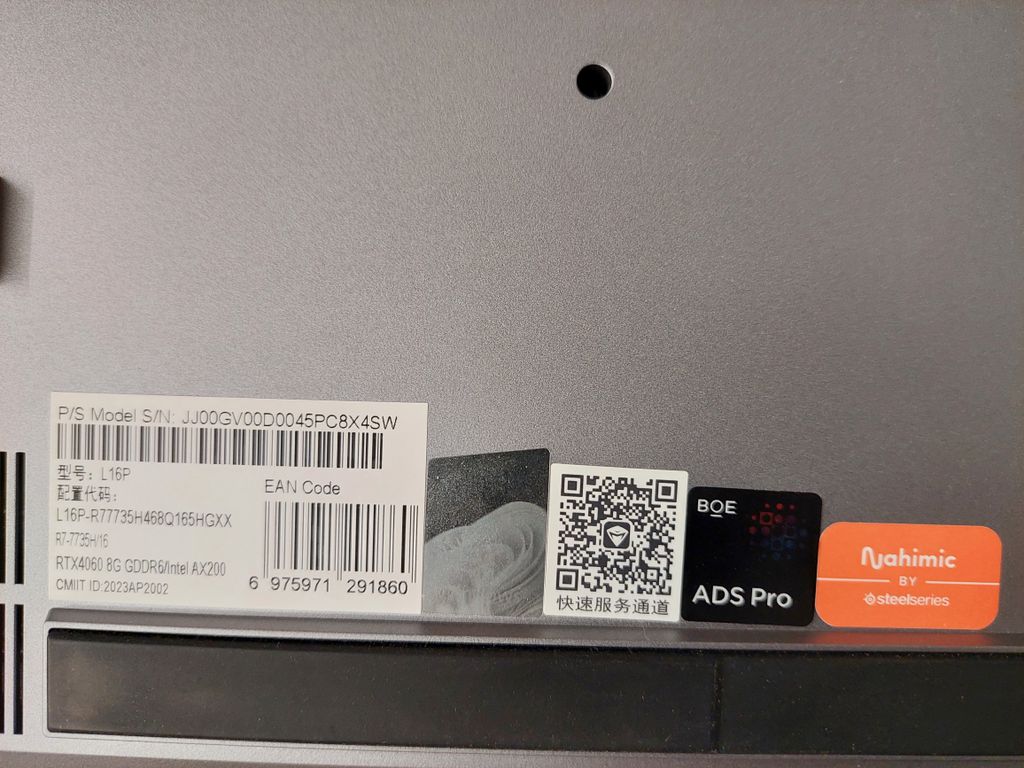 P/S Model S/N: JJ00GV00D0045PC8X4SW
型号：L16P
配置代码：
L16P-R77735H468Q165HGXX
R7-7735H/16
RTX4060 8G GDDR6/Intel AX200
CMIIT ID:2023AP2002
EAN Code
6 975971 291860
快速服务通道
BOE
ADS Pro
Nahimic
BY
steelseries